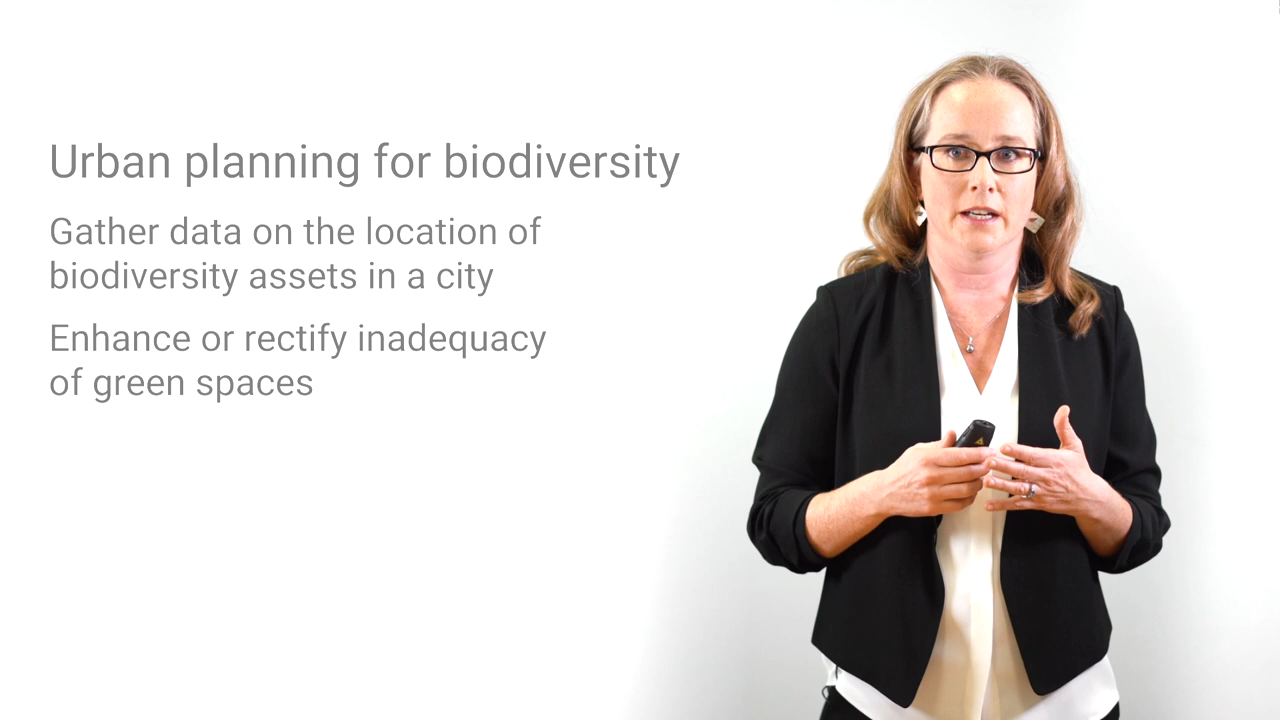 Urban planning for biodiversity
Gather data on the location of
biodiversity assets in a city
Enhance or rectify inadequacy
of green spaces